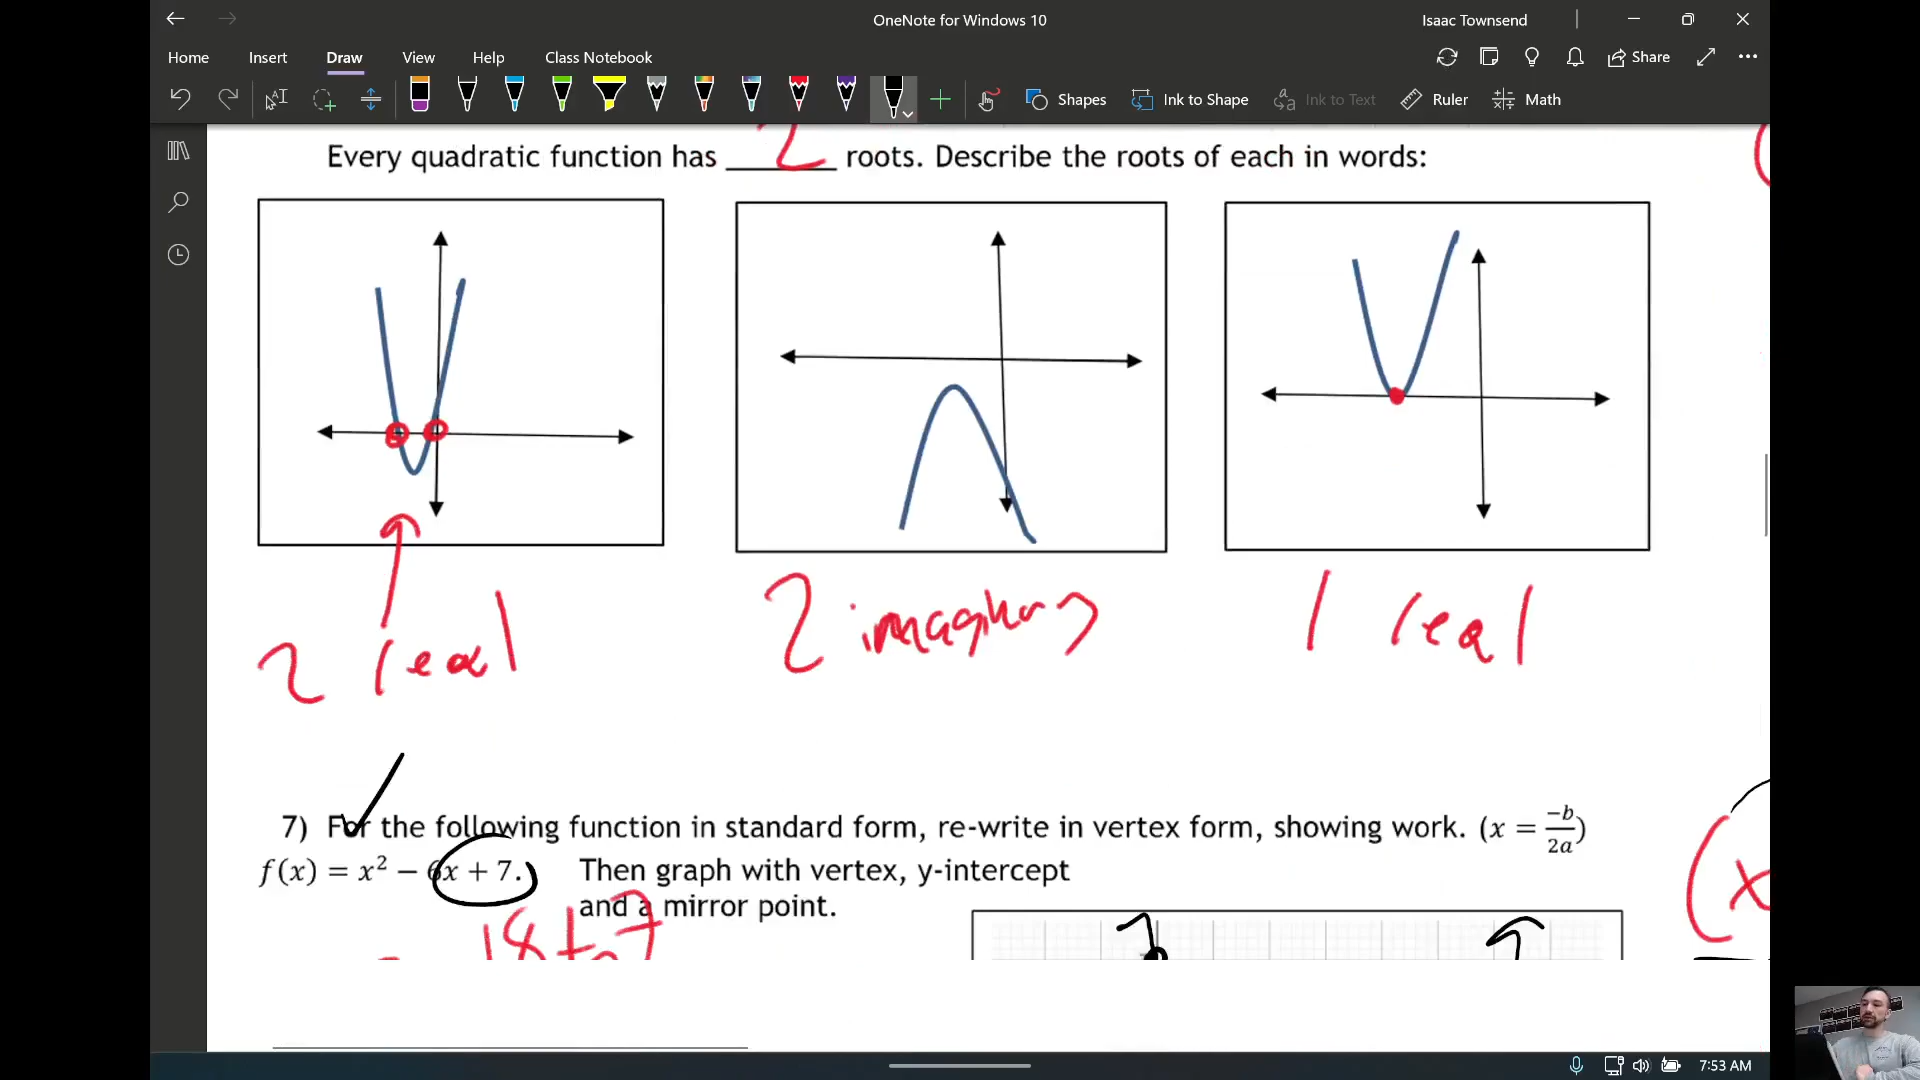 OneNote for Windows 10
Isaac Townsend
Home Insert Draw View Help Class Notebook
Share
Shapes Ink to Shape Ink to Text Ruler Math
Every quadratic function has 2 roots. Describe the roots of each in words:
2 real
2 imaginary
1 real
7) For the following function in standard form, re-write in vertex form, showing work. (x = -b/2a)
f(x) = x² − 6x + 7. Then graph with vertex, y-intercept
and a mirror point.
18+7
(x
7:53 AM